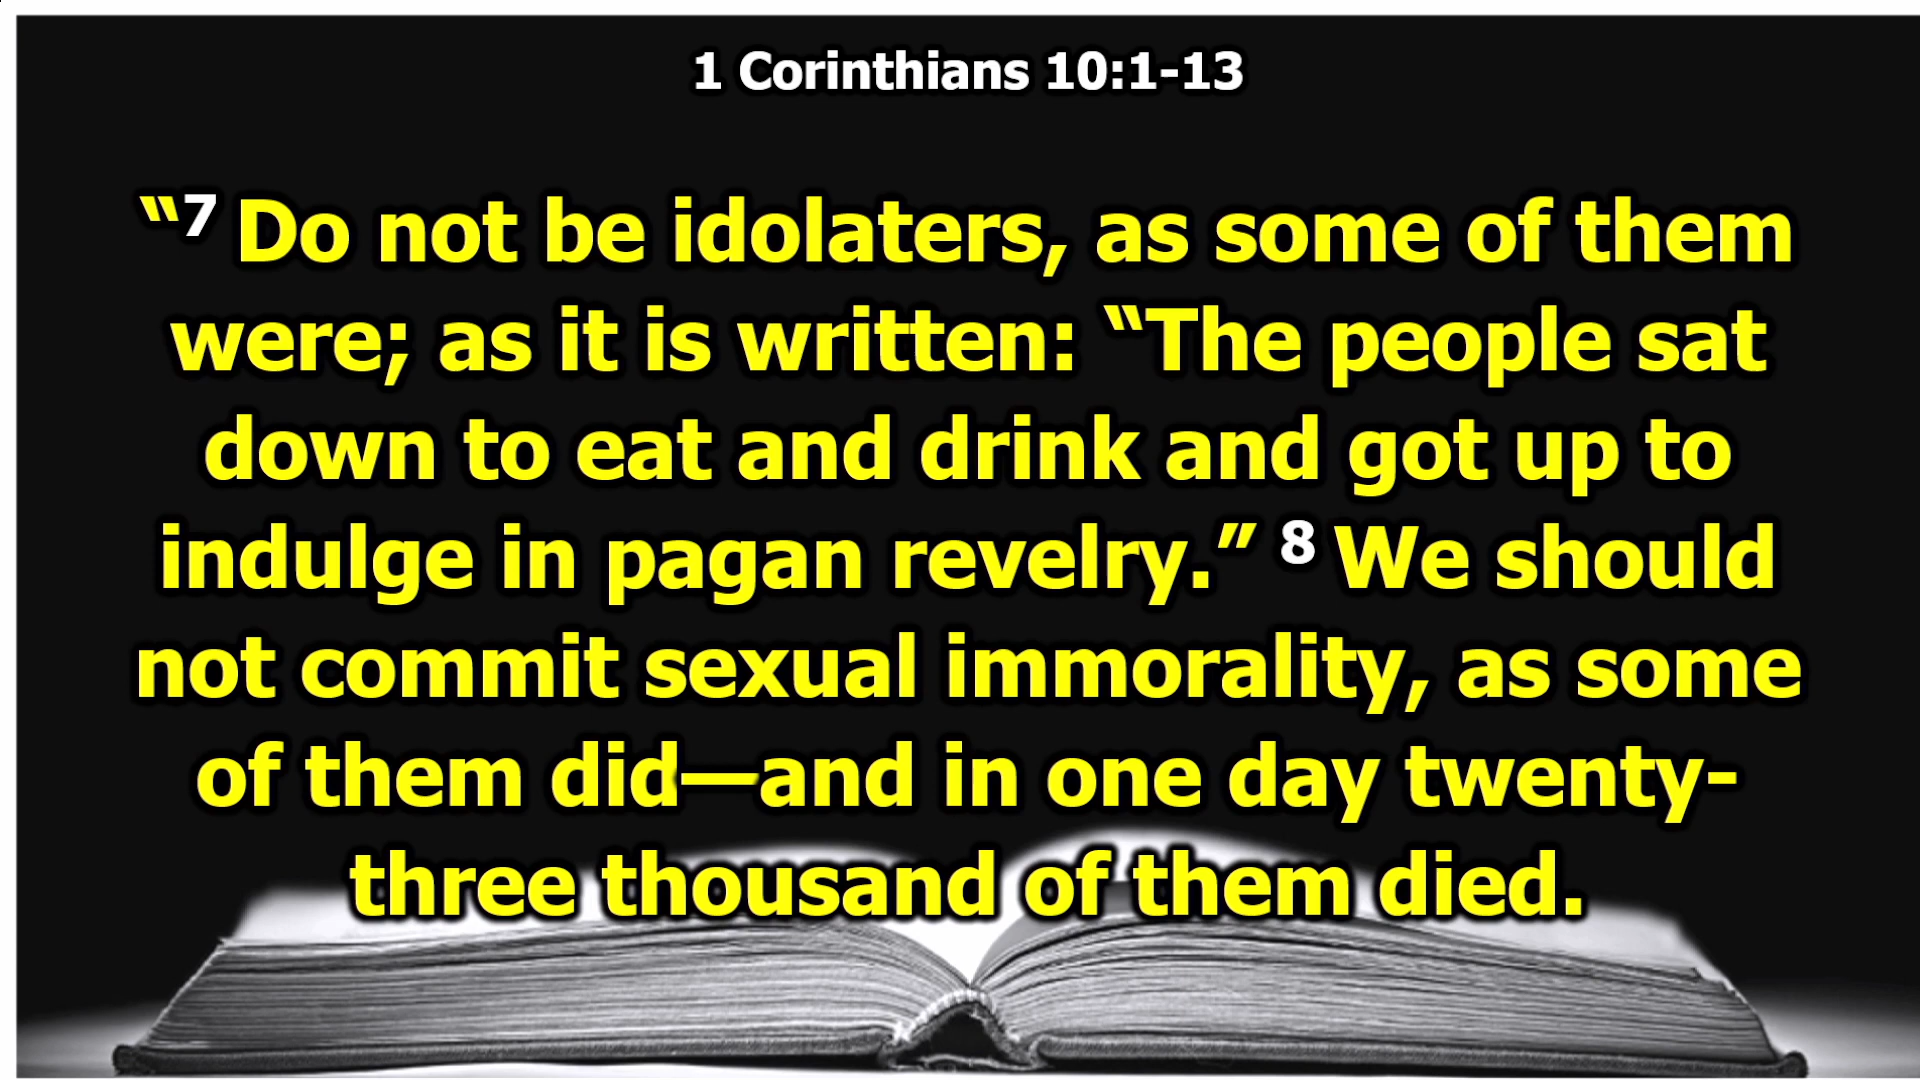 1 Corinthians 10:1-13
“7 Do not be idolaters, as some of them
were; as it is written: “The people sat
down to eat and drink and got up to
indulge in pagan revelry.” 8 We should
not commit sexual immorality, as some
of them did—and in one day twenty-
three thousand of them died.